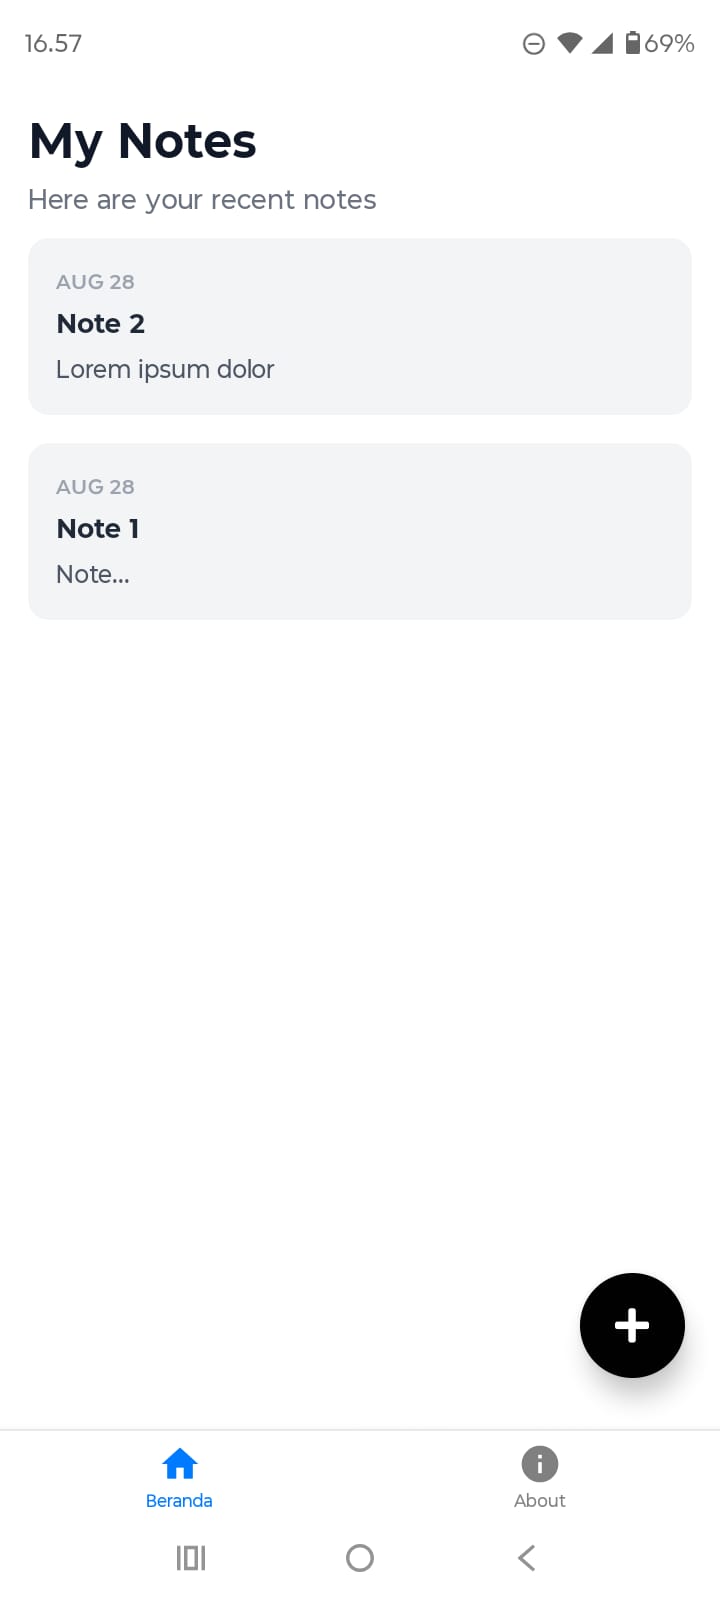 16.57
69%
My Notes
Here are your recent notes
AUG 28
Note 2
Lorem ipsum dolor
AUG 28
Note 1
Note...
Beranda
About